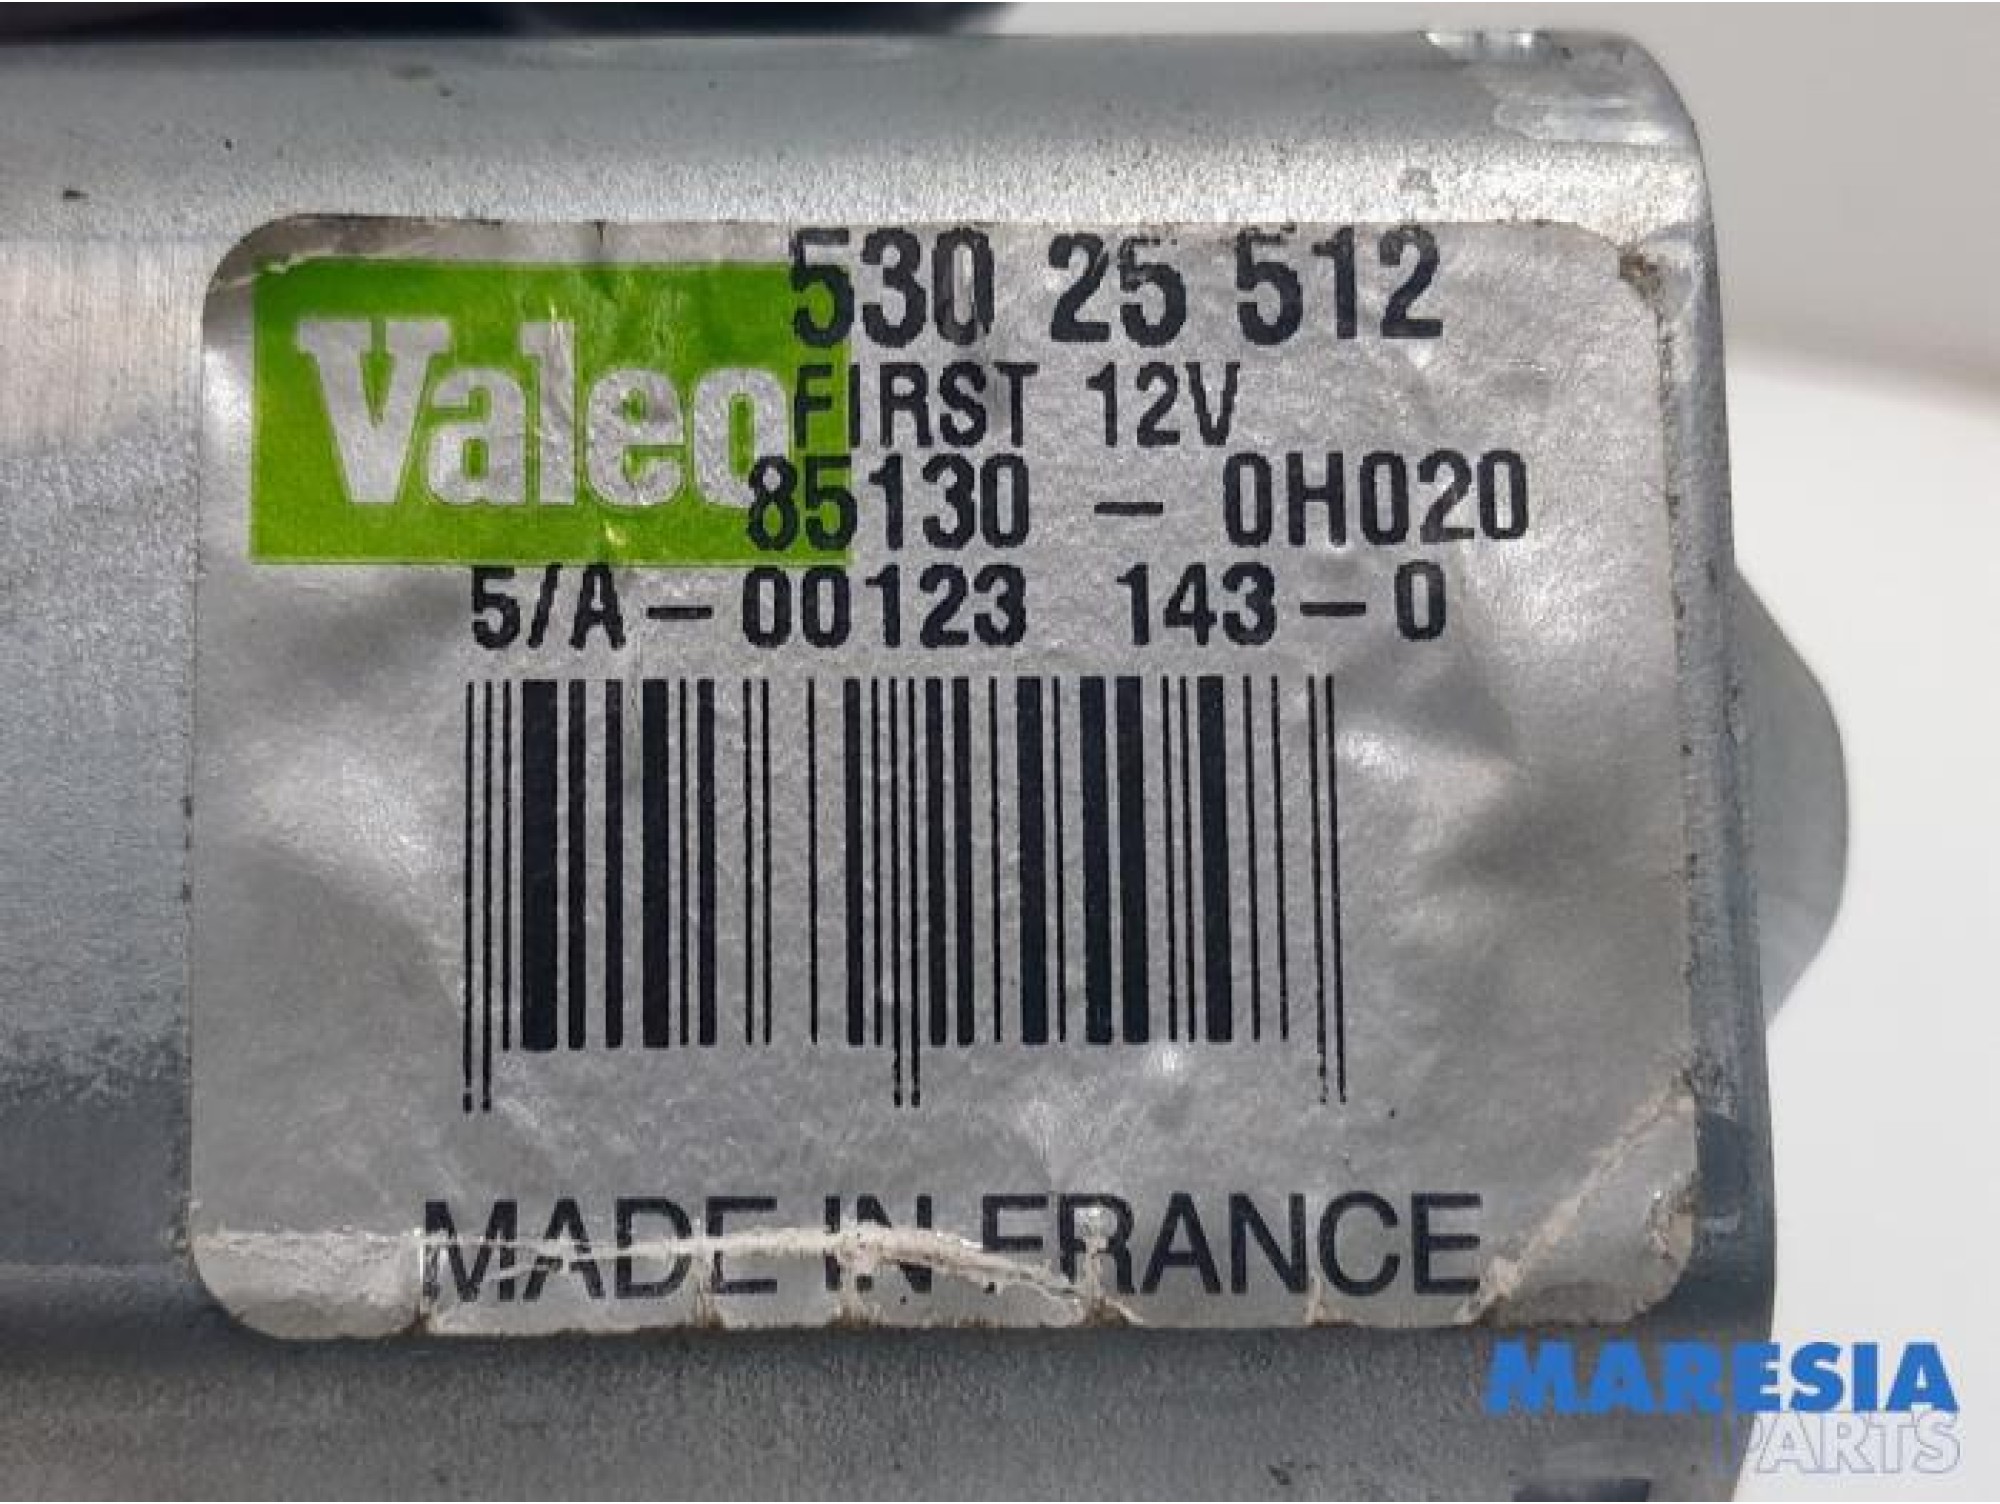 Valeo
530 25 512
FIRST 12V
85130 - 0H020
5/A-00123 143-0
MADE IN FRANCE
MARESIA
PARTS